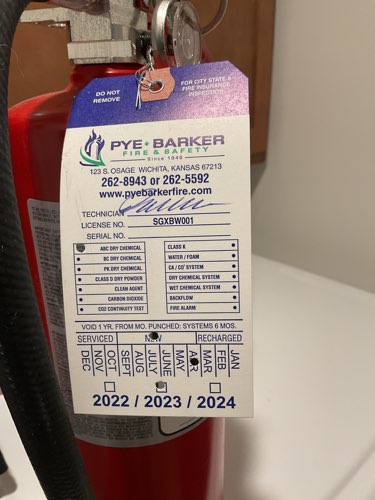 DO NOT
REMOVE
FOR CITY STATE &
FIRE INSURANCE
INSPECTION
PYE · BARKER
FIRE & SAFETY
Since 1946
123 S. OSAGE WICHITA, KANSAS 67213
262-8943 or 262-5592
www.pyebarkerfire.com
TECHNICIAN
LICENSE NO. SGXBW001
SERIAL NO.
ABC DRY CHEMICAL
BC DRY CHEMICAL
PK DRY CHEMICAL
CLASS D DRY POWDER
CLEAN AGENT
CARBON DIOXIDE
CO2 CONTINUITY TEST
CLASS K
WATER / FOAM
CA / CO² SYSTEM
DRY CHEMICAL SYSTEM
WET CHEMICAL SYSTEM
BACKFLOW
FIRE ALARM
VOID 1 YR. FROM MO. PUNCHED: SYSTEMS 6 MOS.
SERVICED NEW RECHARGED
DEC NOV OCT SEPT AUG JULY JUNE MAY APR MAR FEB JAN
2022 / 2023 / 2024